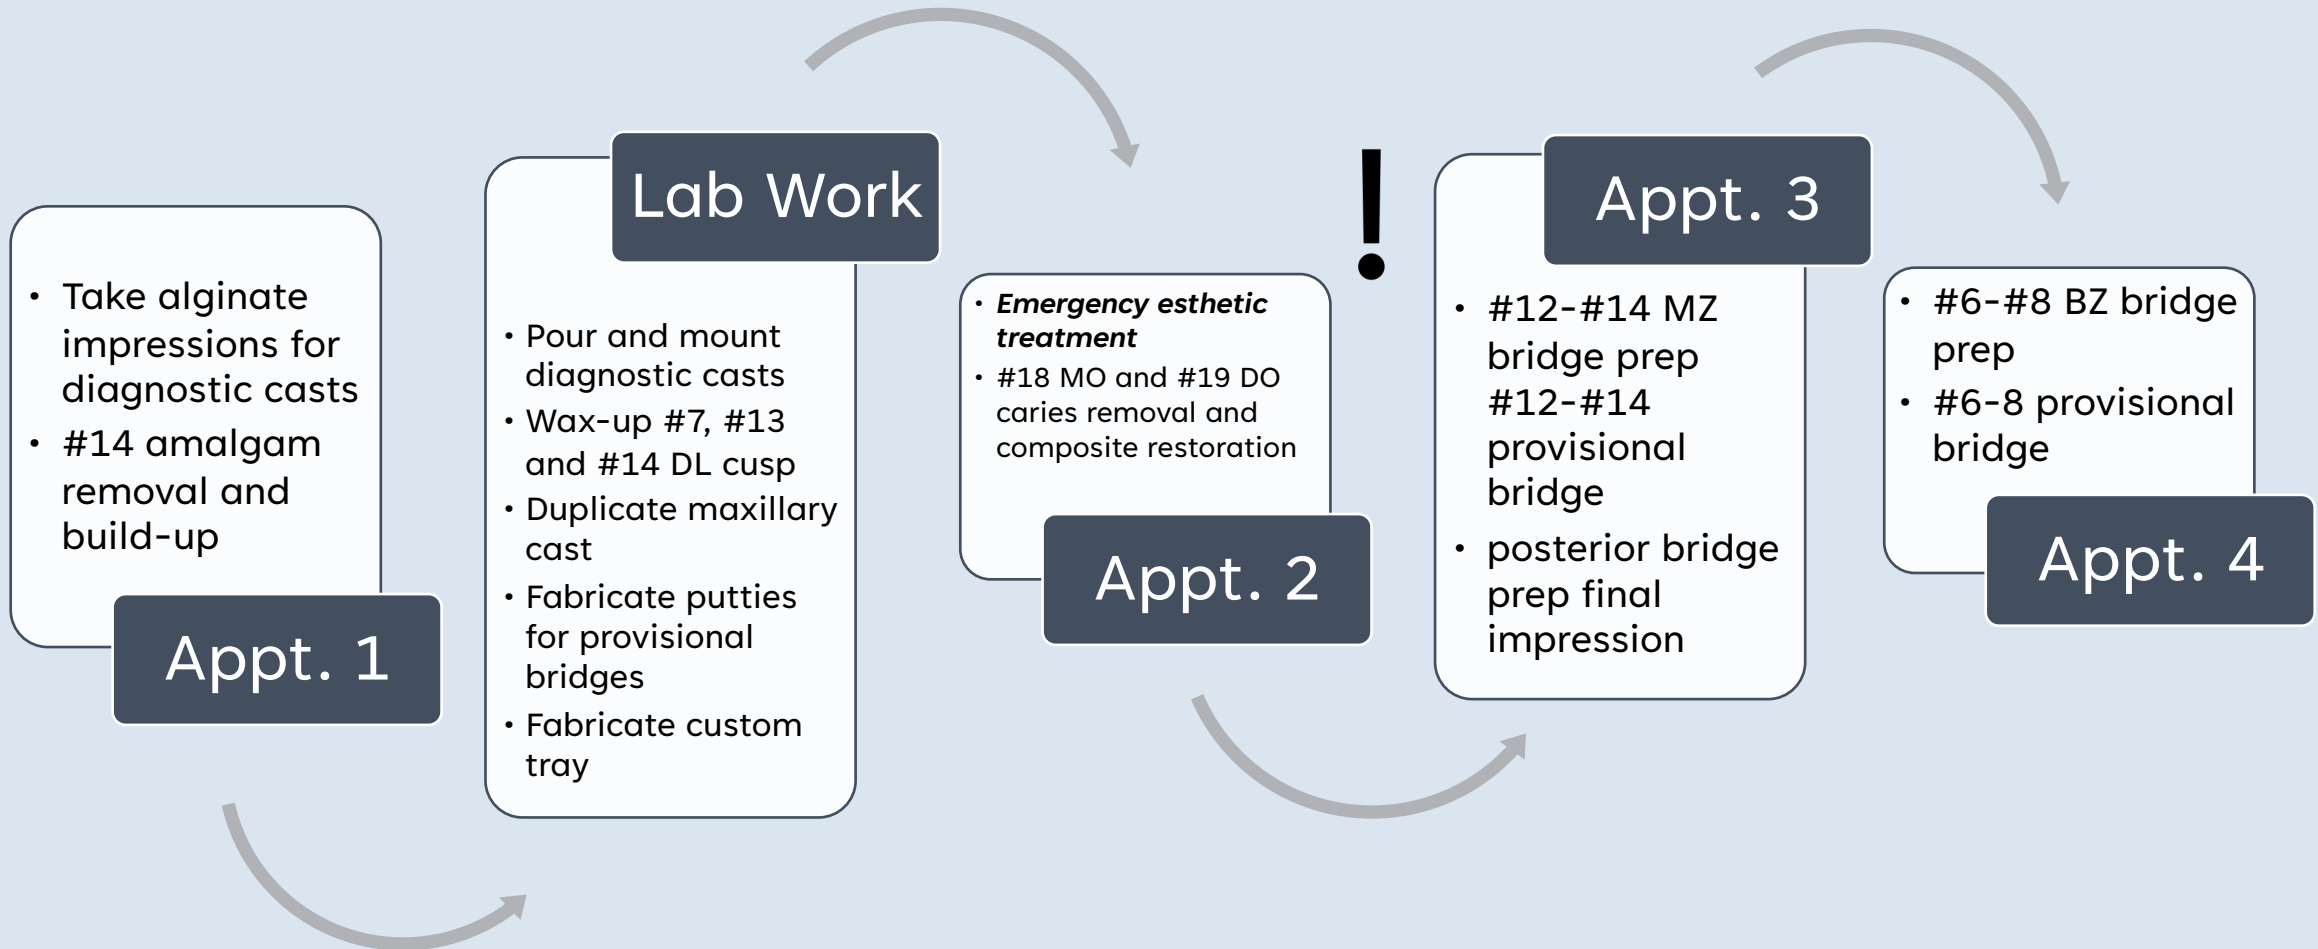 • Take alginate
impressions for
diagnostic casts
• #14 amalgam
removal and
build-up
Appt. 1
Lab Work
• Pour and mount
diagnostic casts
• Wax-up #7, #13
and #14 DL cusp
• Duplicate maxillary
cast
• Fabricate putties
for provisional
bridges
• Fabricate custom
tray
• Emergency esthetic
treatment
• #18 MO and #19 DO
caries removal and
composite restoration
Appt. 2
!
Appt. 3
• #12-#14 MZ
bridge prep
#12-#14
provisional
bridge
• posterior bridge
prep final
impression
• #6-#8 BZ bridge
prep
• #6-8 provisional
bridge
Appt. 4